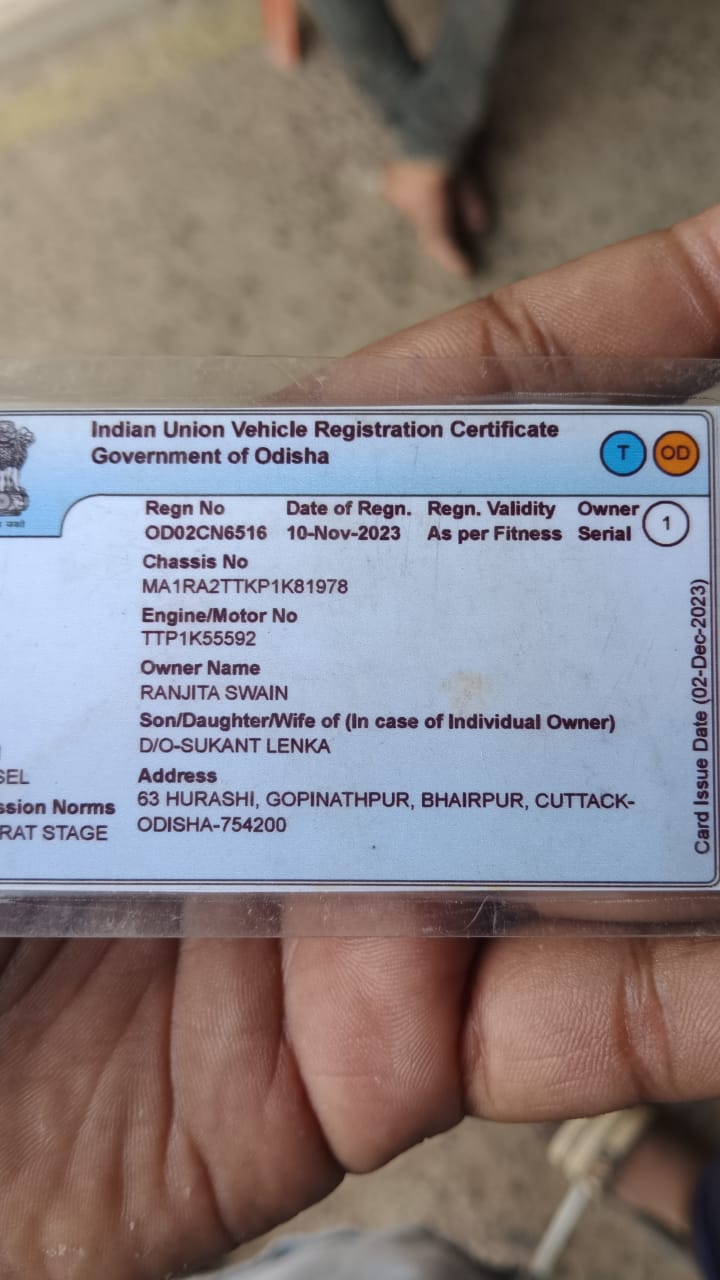 Indian Union Vehicle Registration Certificate
Government of Odisha
T OD
Regn No Date of Regn. Regn. Validity Owner
OD02CN6516 10-Nov-2023 As per Fitness Serial 1
Chassis No
MA1RA2TTKP1K81978
Engine/Motor No
TTP1K55592
Owner Name
RANJITA SWAIN
Son/Daughter/Wife of (In case of Individual Owner)
D/O-SUKANT LENKA
Address
63 HURASHI, GOPINATHPUR, BHAIRPUR, CUTTACK-
ODISHA-754200
SEL
ssion Norms
RAT STAGE
Card Issue Date (02-Dec-2023)